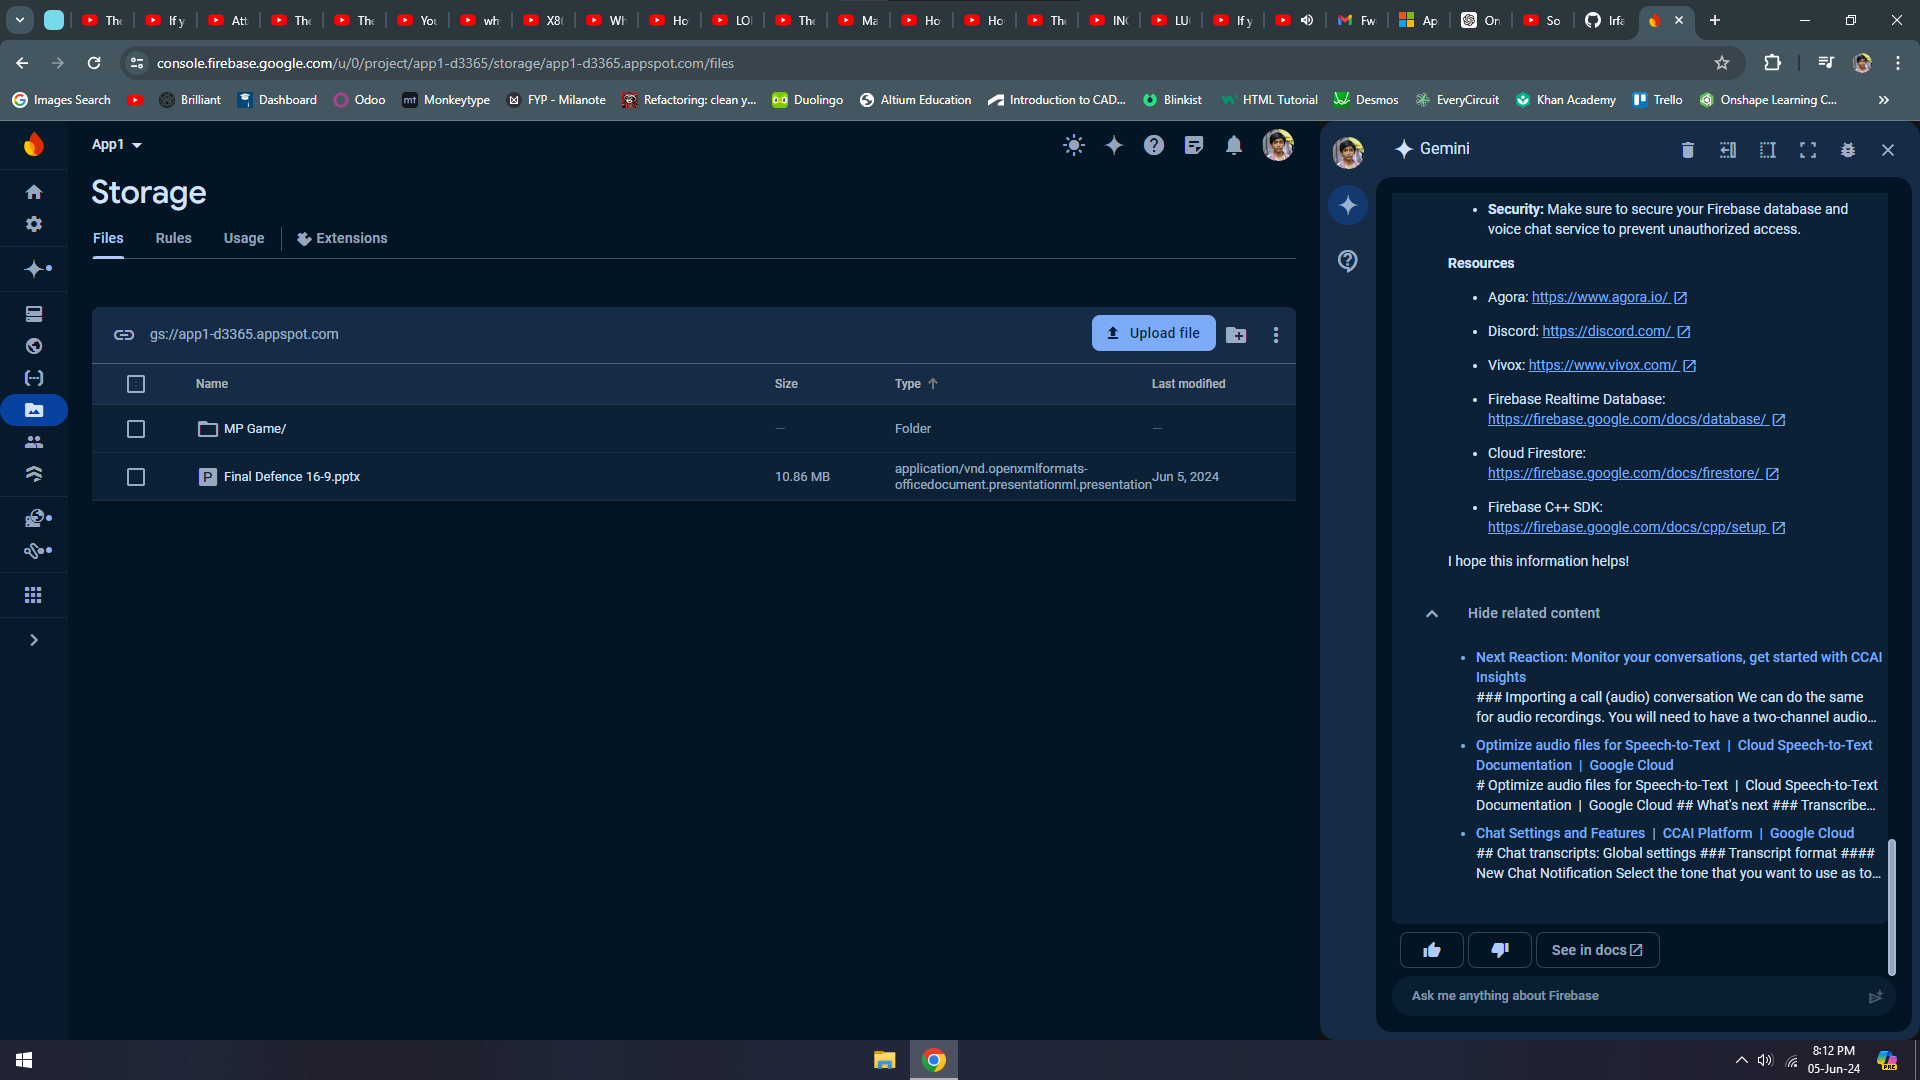 The
If y
Att
The
The
You
wh
X8
Wh
Ho
LO
The
Ma
Ho
Ho
The
IN
LU
If y
Fw
Ap
On
So
Irfa
console.firebase.google.com/u/0/project/app1-d3365/storage/app1-d3365.appspot.com/files
Images Search
Brilliant
Dashboard
Odoo
mt Monkeytype
FYP - Milanote
Refactoring: clean y...
Duolingo
Altium Education
Introduction to CAD...
Blinkist
HTML Tutorial
Desmos
EveryCircuit
Khan Academy
Trello
Onshape Learning C...
App1
Storage
Files
Rules
Usage
Extensions
gs://app1-d3365.appspot.com
Upload file
Name
Size
Type
Last modified
MP Game/
—
Folder
—
P Final Defence 16-9.pptx
10.86 MB
application/vnd.openxmlformats-
officedocument.presentationml.presentation
Jun 5, 2024
Gemini
• Security: Make sure to secure your Firebase database and
voice chat service to prevent unauthorized access.
Resources
• Agora: https://www.agora.io/
• Discord: https://discord.com/
• Vivox: https://www.vivox.com/
• Firebase Realtime Database:
https://firebase.google.com/docs/database/
• Cloud Firestore:
https://firebase.google.com/docs/firestore/
• Firebase C++ SDK:
https://firebase.google.com/docs/cpp/setup
I hope this information helps!
Hide related content
• Next Reaction: Monitor your conversations, get started with CCAI
Insights
### Importing a call (audio) conversation We can do the same
for audio recordings. You will need to have a two-channel audio...
• Optimize audio files for Speech-to-Text | Cloud Speech-to-Text
Documentation | Google Cloud
# Optimize audio files for Speech-to-Text | Cloud Speech-to-Text
Documentation | Google Cloud ## What's next ### Transcribe...
• Chat Settings and Features | CCAI Platform | Google Cloud
## Chat transcripts: Global settings ### Transcript format ####
New Chat Notification Select the tone that you want to use as to...
See in docs
Ask me anything about Firebase
8:12 PM
05-Jun-24
PRE